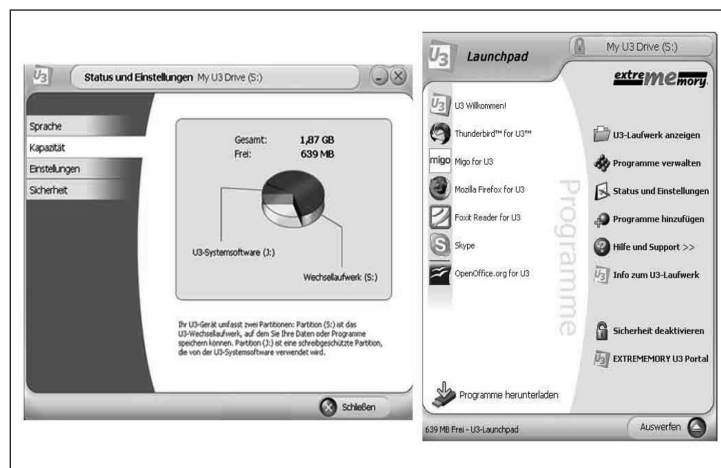 U3
Status und Einstellungen My U3 Drive (S:)
Sprache
Kapazität
Einstellungen
Sicherheit
Gesamt: 1,87 GB
Frei: 639 MB
U3-Systemsoftware (J:)
Wechsellaufwerk (S:)
Ihr U3-Gerät umfasst zwei Partitionen: Partition (S:) ist das
U3-Wechsellaufwerk, auf dem Sie Ihre Daten oder Programme
speichern können. Partition (J:) ist eine schreibgeschützte Partition,
die von der U3-Systemsoftware verwendet wird.
Schließen
U3
Launchpad
My U3 Drive (S:)
extrememory
U3
U3 Willkommen!
Thunderbird™ for U3™
migo
Migo for U3
Mozilla Firefox for U3
Foxit Reader for U3
S
Skype
OpenOffice.org for U3
Programme
U3-Laufwerk anzeigen
Programme verwalten
Status und Einstellungen
Programme hinzufügen
Hilfe und Support >>
U3
Info zum U3-Laufwerk
Sicherheit deaktivieren
U3
EXTREMEMORY U3 Portal
Programme herunterladen
639 MB Frei - U3-Launchpad
Auswerfen